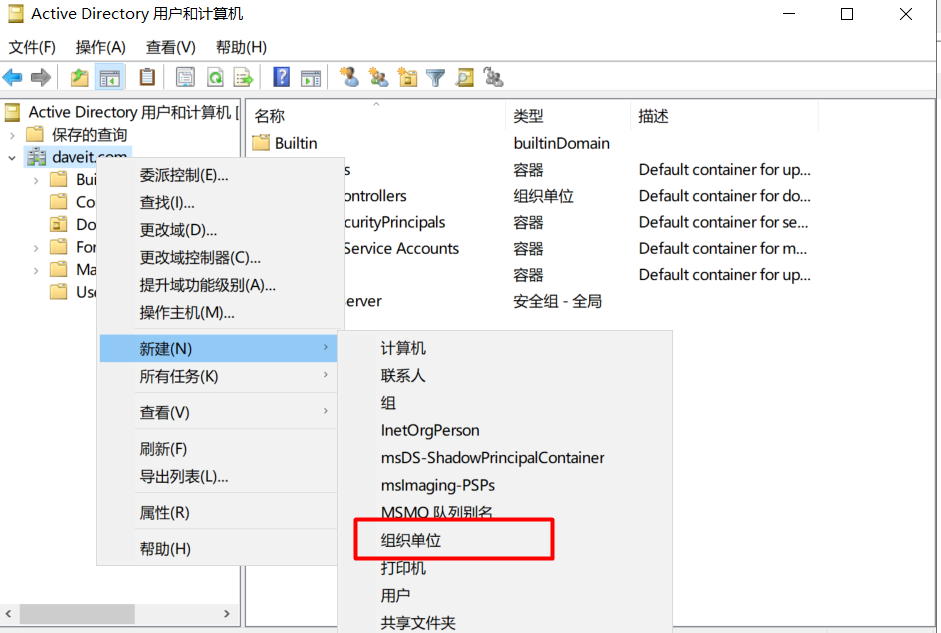 Active Directory 用户和计算机
文件(F) 操作(A) 查看(V) 帮助(H)
Active Directory 用户和计算机 [
保存的查询
daveit.com
Bui
Co
Do
For
Ma
Use
名称 类型 描述
Builtin builtinDomain
s 容器 Default container for up...
ontrollers 组织单位 Default container for do...
curityPrincipals 容器 Default container for se...
Service Accounts 容器 Default container for m...
容器 Default container for up...
erver 安全组 - 全局
委派控制(E)...
查找(I)...
更改域(D)...
更改域控制器(C)...
提升域功能级别(A)...
操作主机(M)...
新建(N)
所有任务(K)
查看(V)
刷新(F)
导出列表(L)...
属性(R)
帮助(H)
计算机
联系人
组
InetOrgPerson
msDS-ShadowPrincipalContainer
msImaging-PSPs
MSMQ 队列别名
组织单位
打印机
用户
共享文件夹